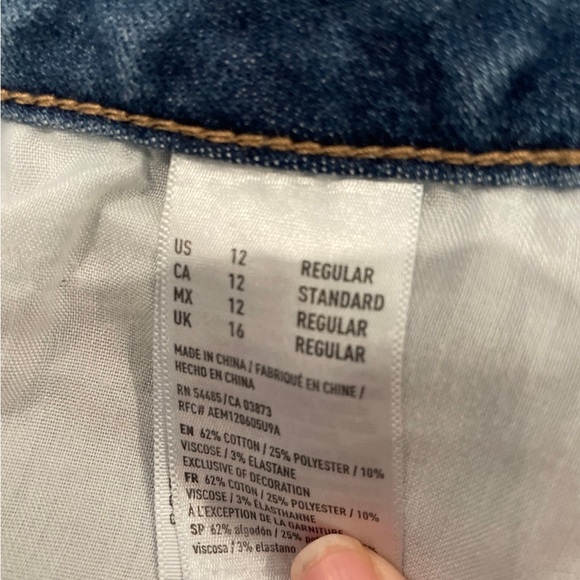 US 12 REGULAR
CA 12 STANDARD
MX 12 REGULAR
UK 16 REGULAR
MADE IN CHINA / FABRIQUÉ EN CHINE /
HECHO EN CHINA
RN 54485 / CA 03873
RFC# AEM120605U9A
EN 62% COTTON / 25% POLYESTER / 10%
VISCOSE / 3% ELASTANE
EXCLUSIVE OF DECORATION
FR 62% COTON / 25% POLYESTER / 10%
VISCOSE / 3% ÉLASTHANNE
À L'EXCEPTION DE LA GARNITURE
SP 62% algodón / 25%
viscosa / 3% elastano